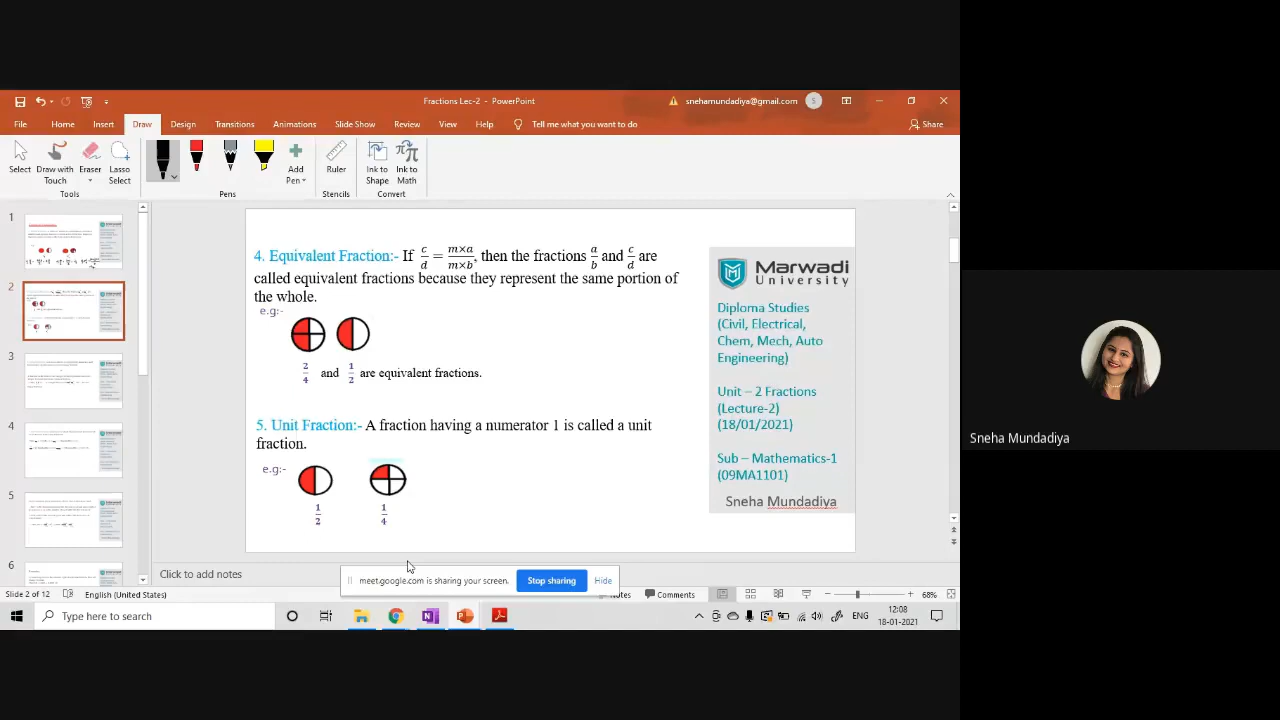 Fractions Lec-2 - PowerPoint
snehamundadiya@gmail.com
S
File Home Insert Draw Design Transitions Animations Slide Show Review View Help Tell me what you want to do
Share
Select
Draw with Touch
Eraser
Lasso Select
Add Pen
Ruler
Ink to Shape
Ink to Math
Tools
Pens
Stencils
Convert
1
2
3
4
5
6
4. Equivalent Fraction:- If c/d = m×a/m×b, then the fractions a/b and c/d are
called equivalent fractions because they represent the same portion of
the whole.
e.g:-
2/4 and 1/2 are equivalent fractions.
5. Unit Fraction:- A fraction having a numerator 1 is called a unit
fraction.
e.g:-
1/2
Marwadi
University
Diploma Studies
(Civil, Electrical,
Chem, Mech, Auto
Engineering)
Unit – 2 Fractions
(Lecture-2)
(18/01/2021)
Sub – Mathematics-1
(09MA1101)
Sneha Mundhiya
Click to add notes
meet.google.com is sharing your screen.
Stop sharing
Hide
Slide 2 of 12
English (United States)
Comments
68%
Type here to search
ENG
12:08
18-01-2021
Sneha Mundadiya